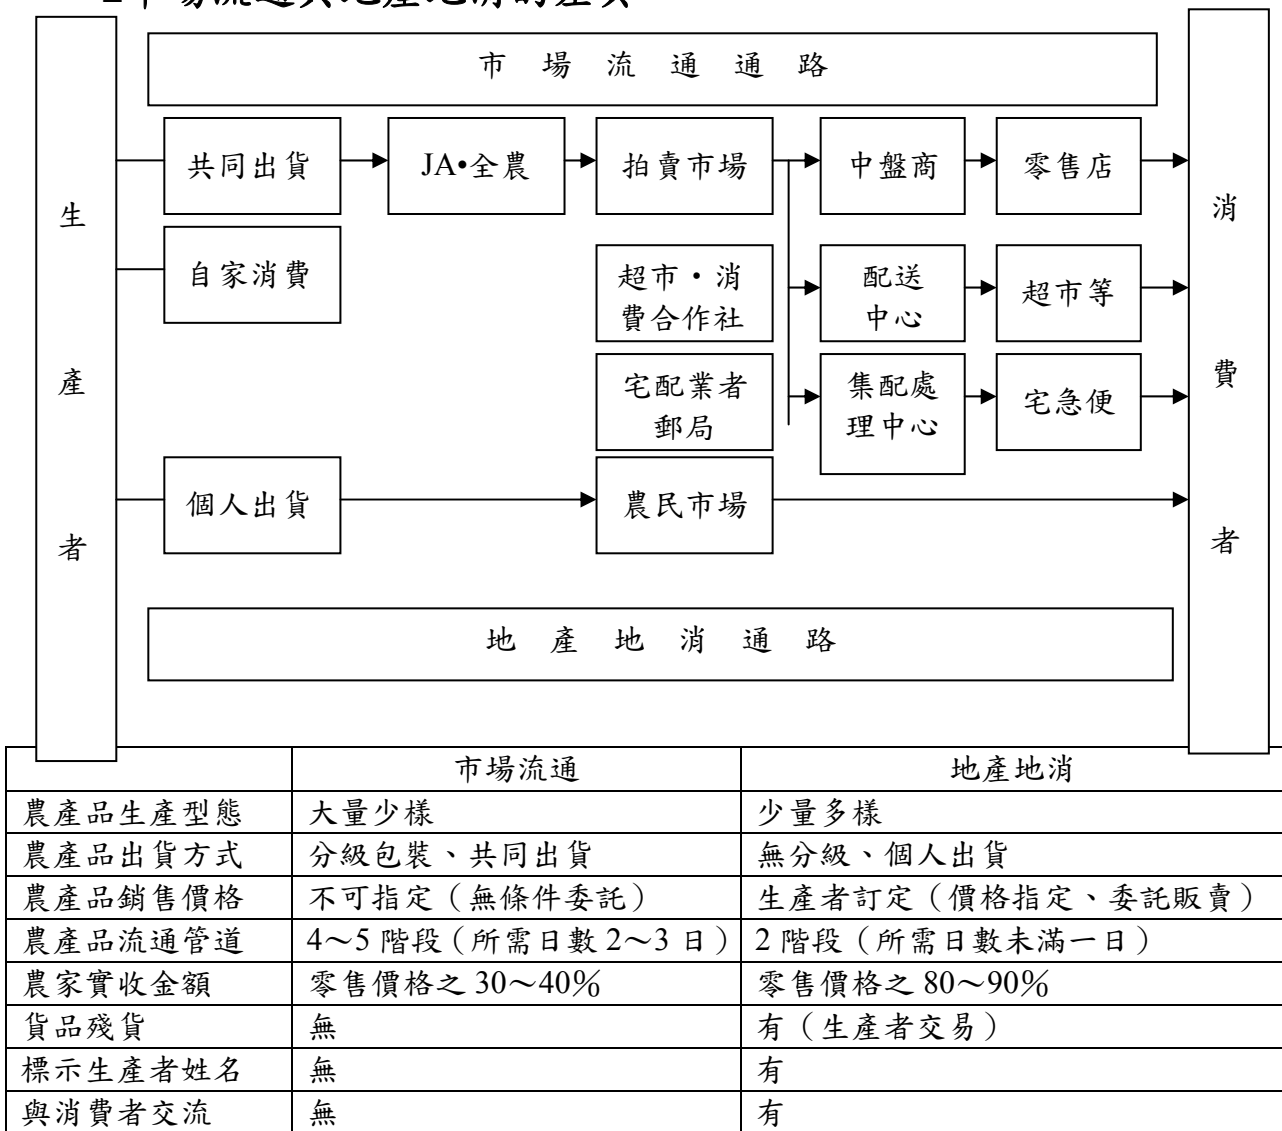 市場流通通路
生產者
消費者
共同出貨
JA•全農
拍賣市場
中盤商
零售店
自家消費
超市・消
費合作社
配送
中心
超市等
宅配業者
郵局
集配處
理中心
宅急便
個人出貨
農民市場
地產地消通路
市場流通 地產地消
農產品生產型態 大量少樣 少量多樣
農產品出貨方式 分級包裝、共同出貨 無分級、個人出貨
農產品銷售價格 不可指定（無條件委託） 生產者訂定（價格指定、委託販賣）
農產品流通管道 4～5 階段（所需日數 2～3 日） 2 階段（所需日數未滿一日）
農家實收金額 零售價格之 30～40％ 零售價格之 80～90％
貨品殘貨 無 有（生產者交易）
標示生產者姓名 無 有
與消費者交流 無 有